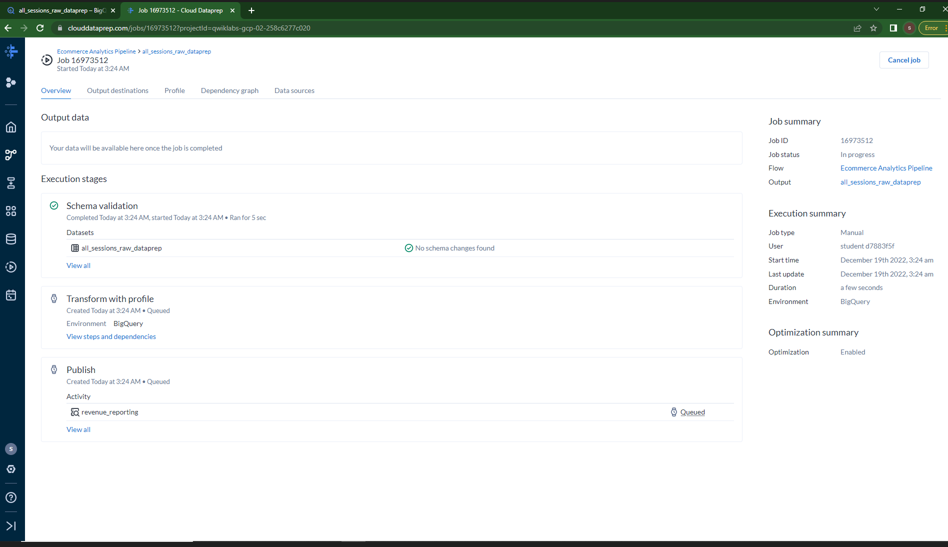 all_sessions_raw_dataprep – BigQ
Job 16973512 - Cloud Dataprep
clouddataprep.com/jobs/16973512?projectId=qwiklabs-gcp-02-258c6277c020
S
Error
Ecommerce Analytics Pipeline > all_sessions_raw_dataprep
Job 16973512
Started Today at 3:24 AM
Cancel job
Overview
Output destinations
Profile
Dependency graph
Data sources
Output data
Your data will be available here once the job is completed
Execution stages
Schema validation
Completed Today at 3:24 AM, started Today at 3:24 AM • Ran for 5 sec
Datasets
all_sessions_raw_dataprep
No schema changes found
View all
Transform with profile
Created Today at 3:24 AM • Queued
Environment BigQuery
View steps and dependencies
Publish
Created Today at 3:24 AM • Queued
Activity
revenue_reporting
Queued
View all
Job summary
Job ID 16973512
Job status In progress
Flow Ecommerce Analytics Pipeline
Output all_sessions_raw_dataprep
Execution summary
Job type Manual
User student d7883f5f
Start time December 19th 2022, 3:24 am
Last update December 19th 2022, 3:24 am
Duration a few seconds
Environment BigQuery
Optimization summary
Optimization Enabled
S